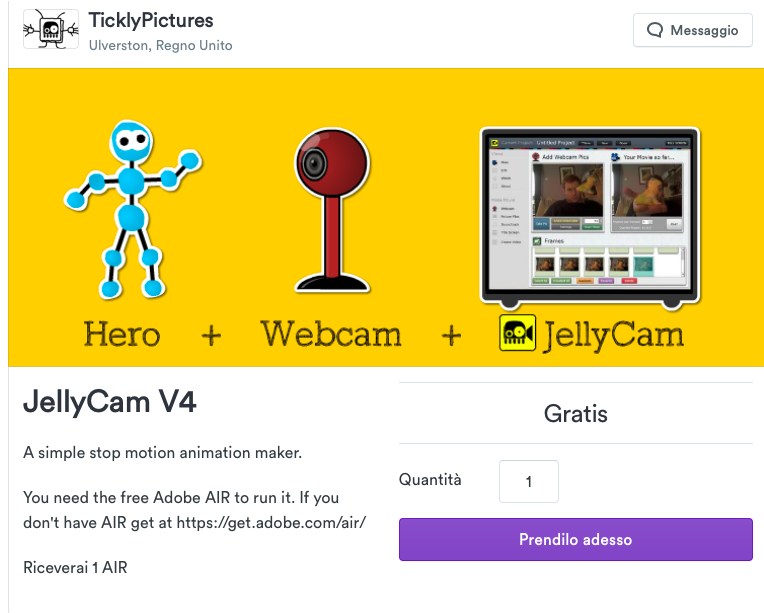 TicklyPictures
Ulverston, Regno Unito
Messaggio
Untitled Project
Add Webcam Pics
Your Movie so far...
Frames
Hero + Webcam + JellyCam
JellyCam V4
A simple stop motion animation maker.
You need the free Adobe AIR to run it. If you
don't have AIR get at https://get.adobe.com/air/
Riceverai 1 AIR
Gratis
Quantità
1
Prendilo adesso